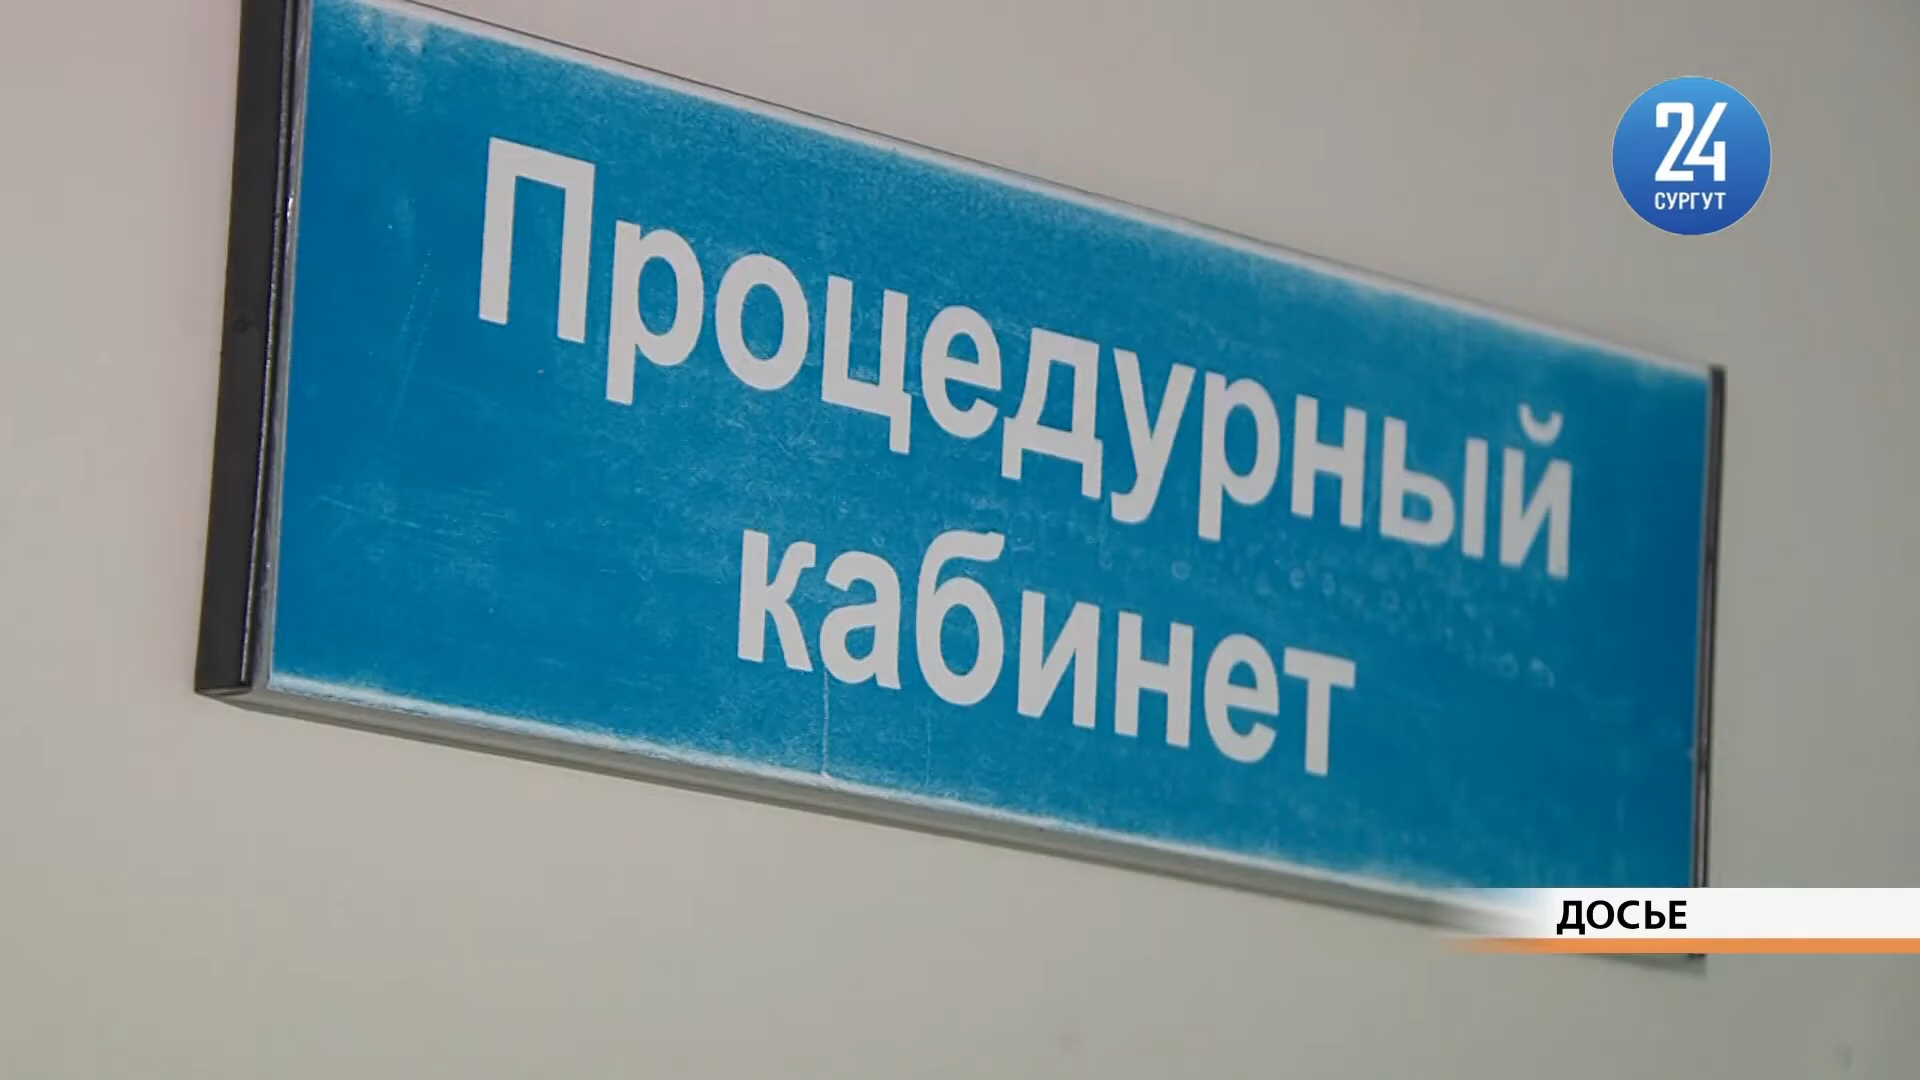 24
СУРГУТ
Процедурный
кабинет
ДОСЬЕ